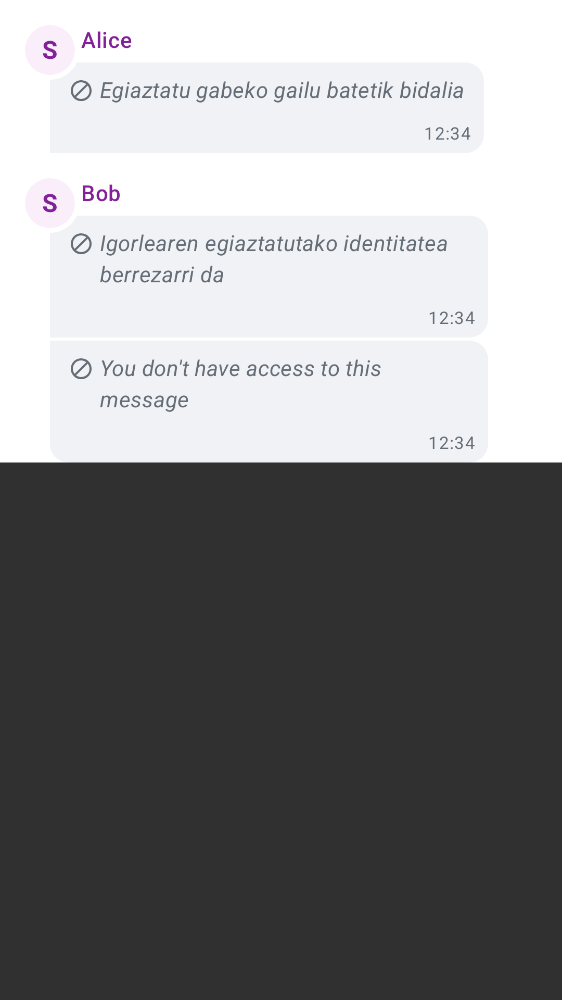 S Alice
Egiaztatu gabeko gailu batetik bidalia
12:34
S Bob
Igorlearen egiaztatutako identitatea
berrezarri da
12:34
You don't have access to this
message
12:34